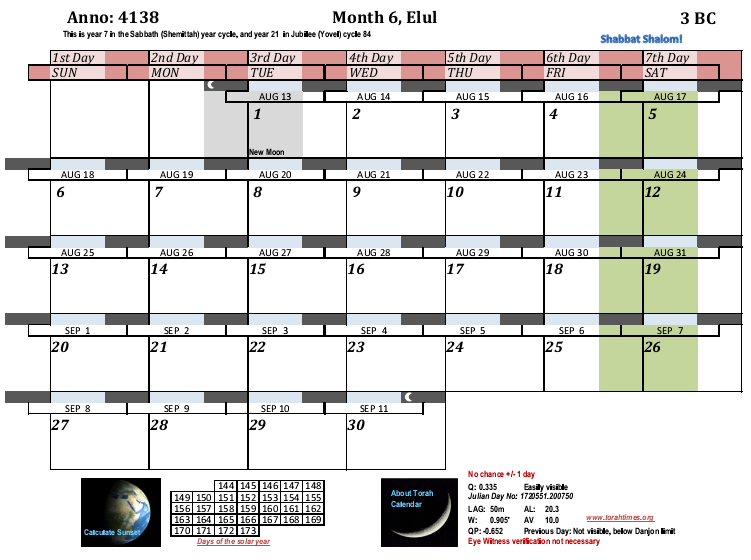 Anno: 4138 Month 6, Elul 3 BC
This is year 7 in the Sabbath (Shemittah) year cycle, and year 21 in Jubillee (Yovel) cycle 84
Shabbat Shalom!
1st Day 2nd Day 3rd Day 4th Day 5th Day 6th Day 7th Day
SUN MON TUE WED THU FRI SAT
AUG 13 AUG 14 AUG 15 AUG 16 AUG 17
1 2 3 4 5
New Moon
AUG 18 AUG 19 AUG 20 AUG 21 AUG 22 AUG 23 AUG 24
6 7 8 9 10 11 12
AUG 25 AUG 26 AUG 27 AUG 28 AUG 29 AUG 30 AUG 31
13 14 15 16 17 18 19
SEP 1 SEP 2 SEP 3 SEP 4 SEP 5 SEP 6 SEP 7
20 21 22 23 24 25 26
SEP 8 SEP 9 SEP 10 SEP 11
27 28 29 30
Calculate Sunset
144 145 146 147 148
149 150 151 152 153 154 155
156 157 158 159 160 161 162
163 164 165 166 167 168 169
170 171 172 173
Days of the solar year
About Torah
Calendar
No chance +/- 1 day
Q: 0.335 Easilly visible
Julian Day No: 1720551.200750
LAG: 50m AL: 20.3
W: 0.905' AV 10.0 www.torahtimes.org
QP: -0.652 Previous Day: Not visible, below Danjon limit
Eye Witness verification not necessary